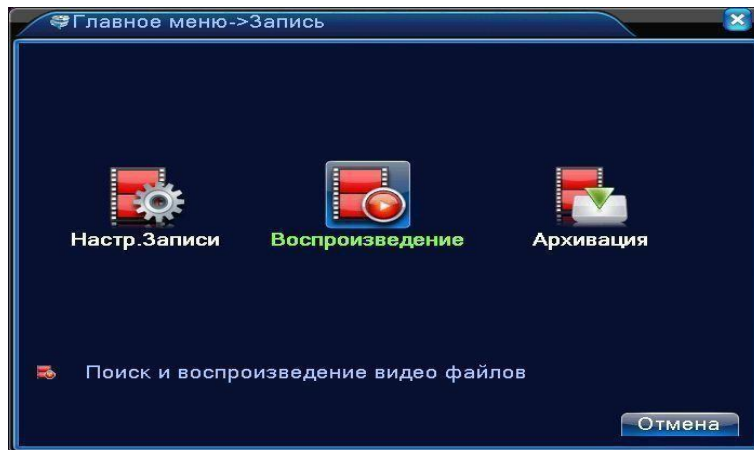 Главное меню->Запись
Настр.Записи Воспроизведение Архивация
Поиск и воспроизведение видео файлов
Отмена